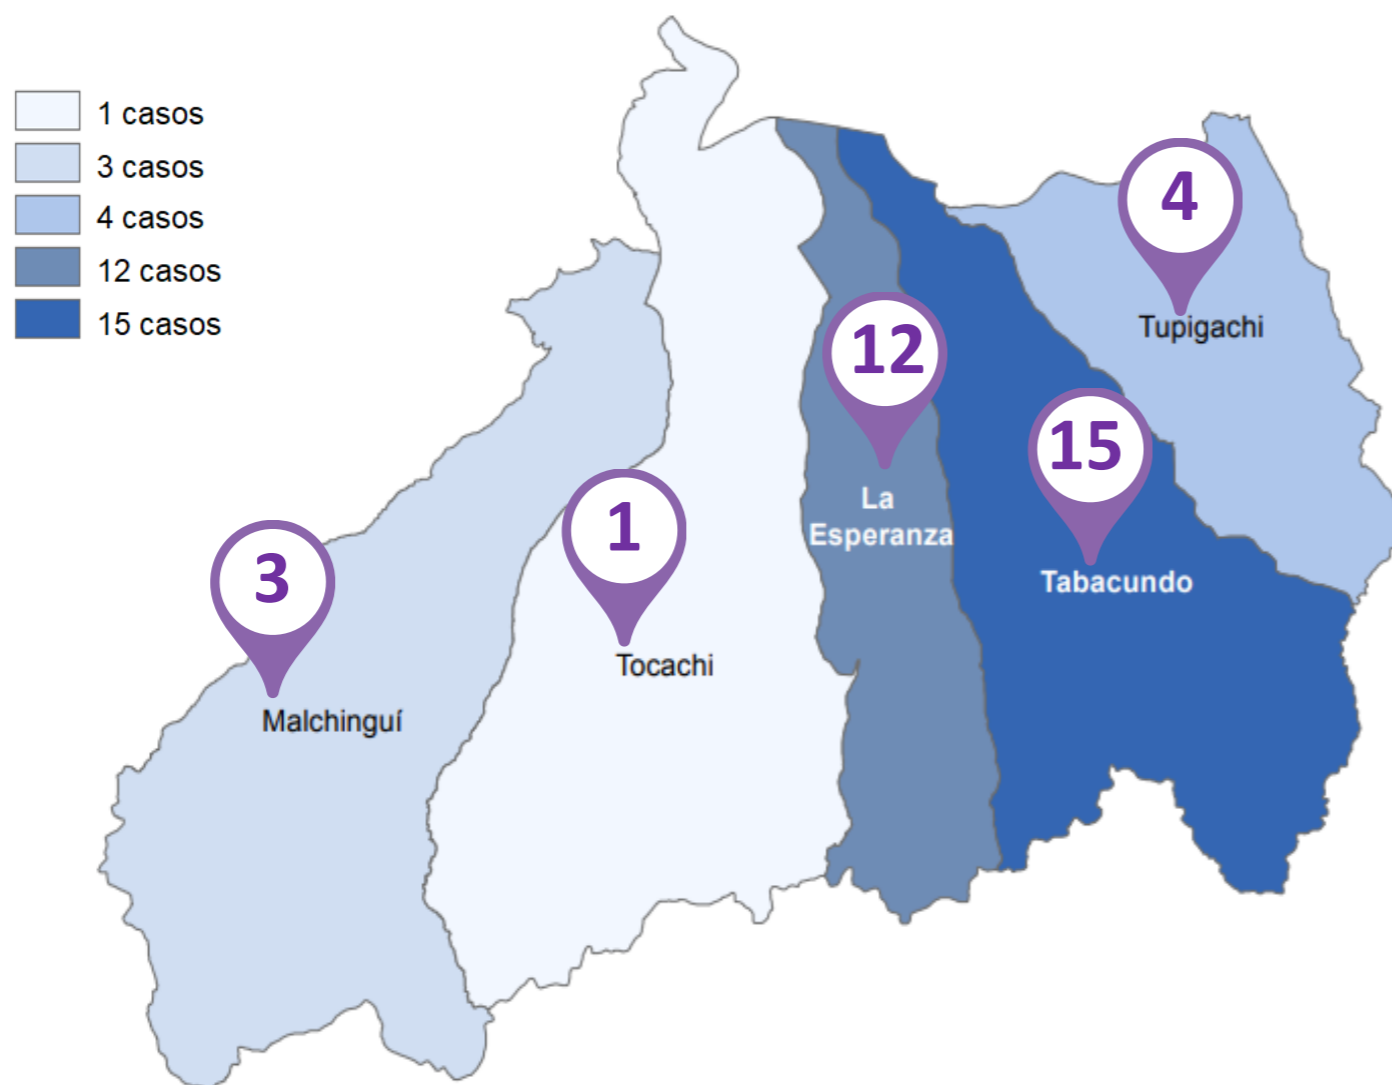 1 casos
3 casos
4 casos
12 casos
15 casos
4
Tupigachi
12
La
Esperanza
15
Tabacundo
1
Tocachi
3
Malchinguí